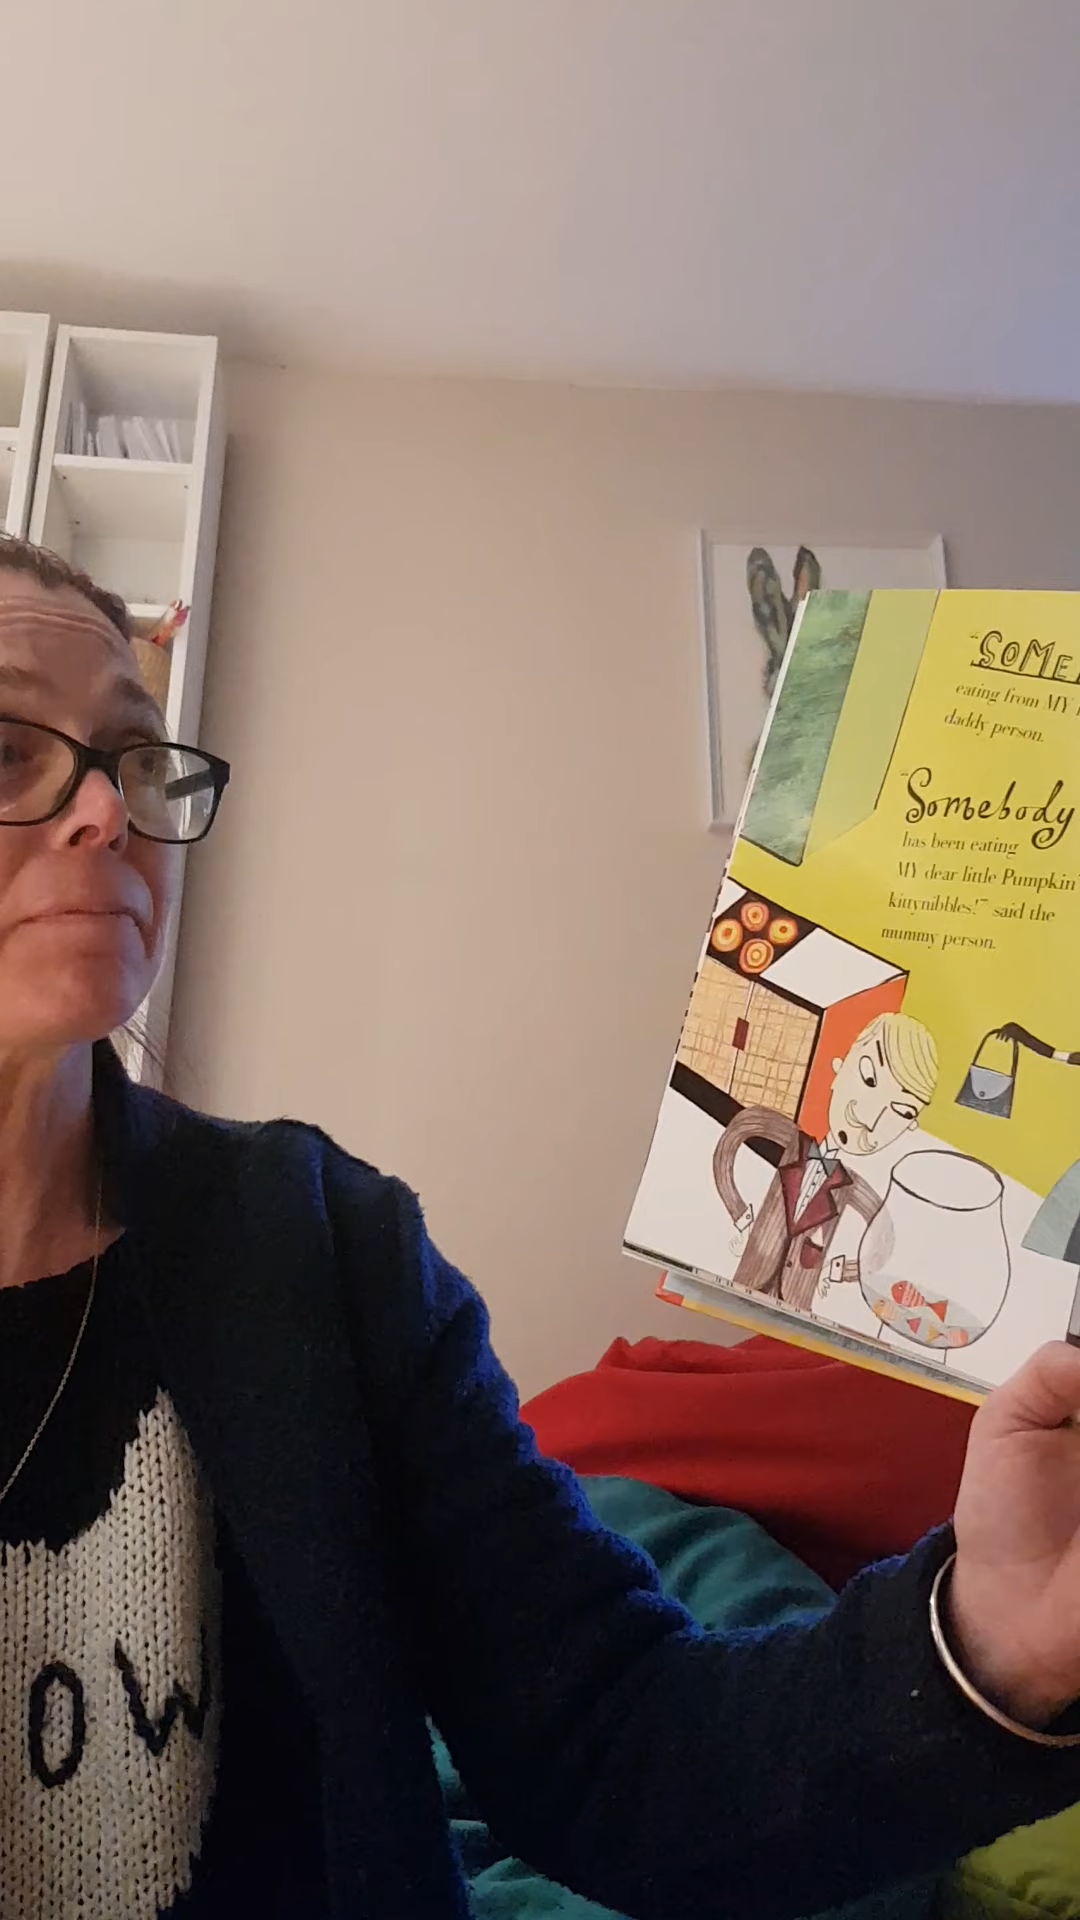 "SOME
eating from MY
daddy person.
"Somebody
has been eating
MY dear little Pumpkin'
kittynibbles!" said the
mummy person.
OW